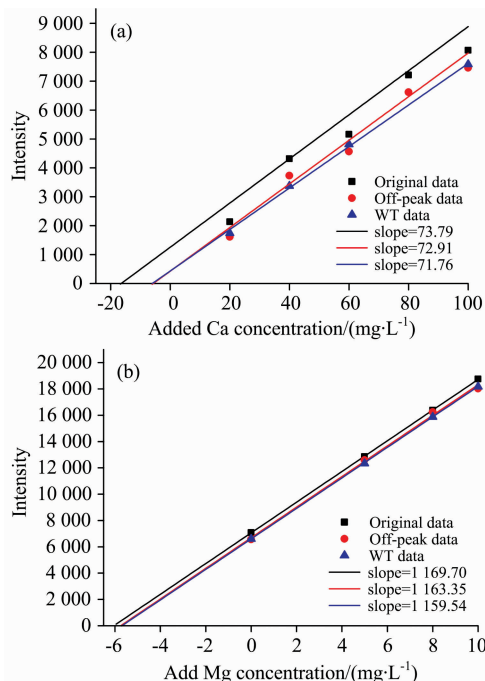 (a)
9 000
8 000
7 000
6 000
5 000
4 000
3 000
2 000
1 000
0
Intensity
Original data
Off-peak data
WT data
slope=73.79
slope=72.91
slope=71.76
-20 0 20 40 60 80 100
Added Ca concentration/(mg·L⁻¹)
(b)
20 000
18 000
16 000
14 000
12 000
10 000
8 000
6 000
4 000
2 000
0
Intensity
Original data
Off-peak data
WT data
slope=1 169.70
slope=1 163.35
slope=1 159.54
-6 -4 -2 0 2 4 6 8 10
Add Mg concentration/(mg·L⁻¹)